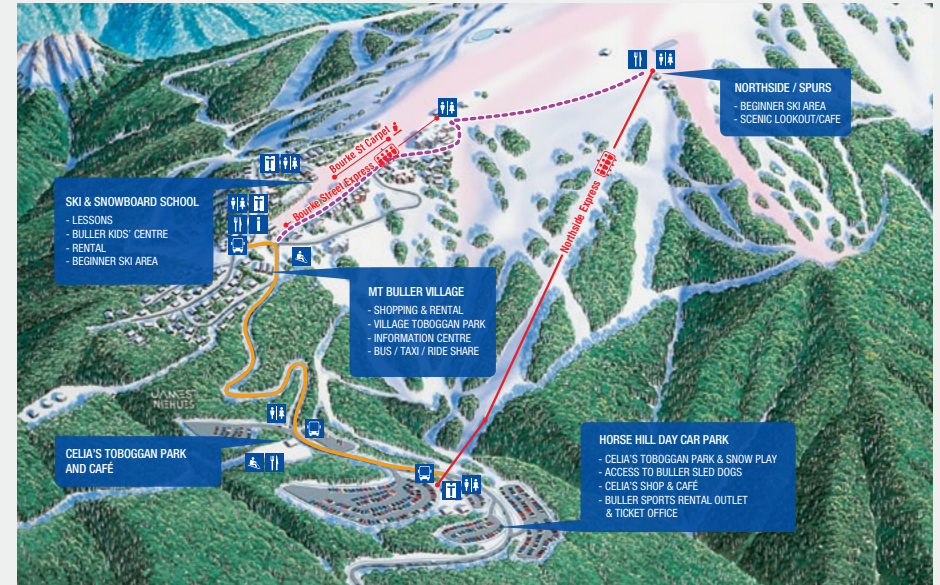 NORTHSIDE / SPURS
- BEGINNER SKI AREA
- SCENIC LOOKOUT/CAFE
Bourke St Carpet
Bourke Street Express
Northside Express
SKI & SNOWBOARD SCHOOL
- LESSONS
- BULLER KIDS' CENTRE
- RENTAL
- BEGINNER SKI AREA
MT BULLER VILLAGE
- SHOPPING & RENTAL
- VILLAGE TOBOGGAN PARK
- INFORMATION CENTRE
- BUS / TAXI / RIDE SHARE
JAMES
NIEHUES
CELIA'S TOBOGGAN PARK
AND CAFÉ
HORSE HILL DAY CAR PARK
- CELIA'S TOBOGGAN PARK & SNOW PLAY
- ACCESS TO BULLER SLED DOGS
- CELIA'S SHOP & CAFÉ
- BULLER SPORTS RENTAL OUTLET
& TICKET OFFICE